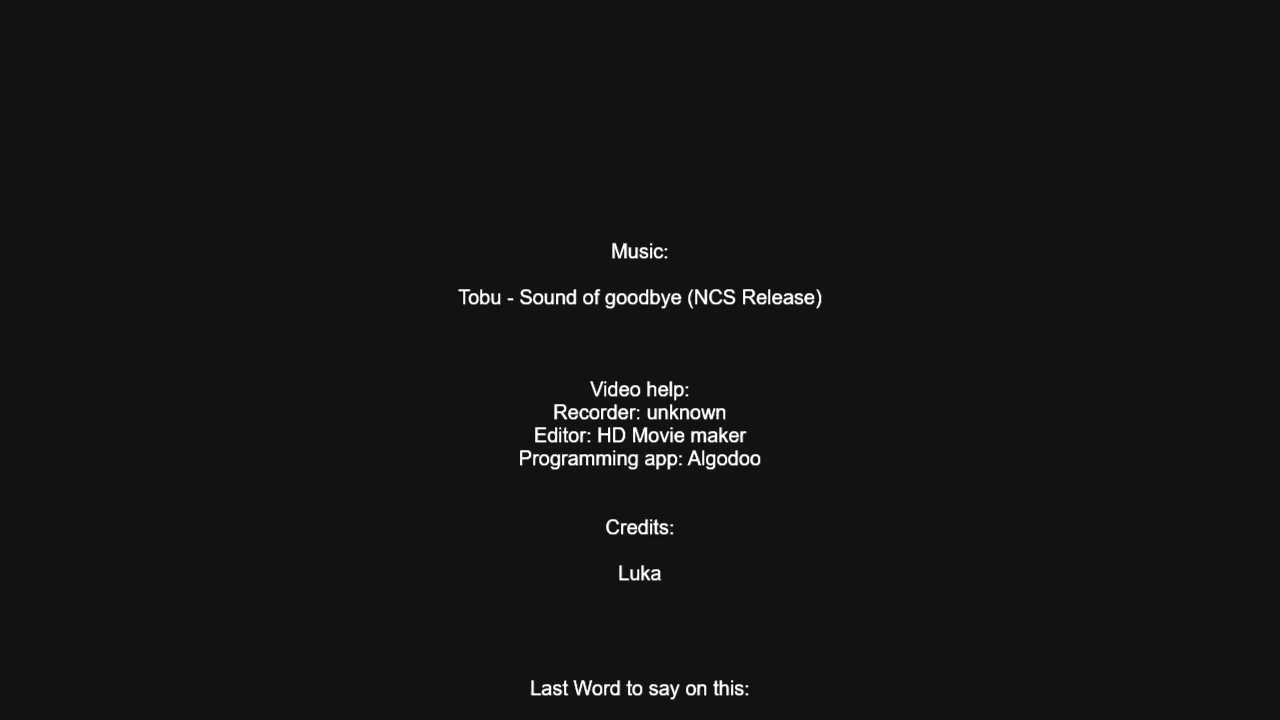 Music:
Tobu - Sound of goodbye (NCS Release)
Video help:
Recorder: unknown
Editor: HD Movie maker
Programming app: Algodoo
Credits:
Luka
Last Word to say on this: